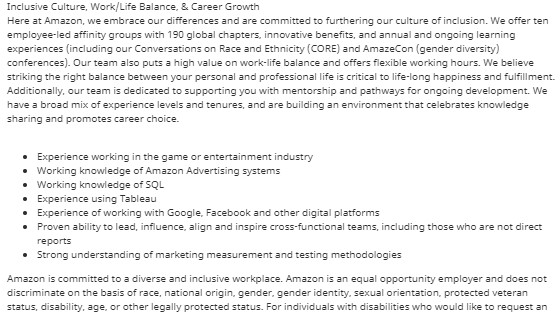 Inclusive Culture, Work/Life Balance, & Career Growth
Here at Amazon, we embrace our differences and are committed to furthering our culture of inclusion. We offer ten
employee-led affinity groups with 190 global chapters, innovative benefits, and annual and ongoing learning
experiences (including our Conversations on Race and Ethnicity (CORE) and AmazeCon (gender diversity)
conferences). Our team also puts a high value on work-life balance and offers flexible working hours. We believe
striking the right balance between your personal and professional life is critical to life-long happiness and fulfillment.
Additionally, our team is dedicated to supporting you with mentorship and pathways for ongoing development. We
have a broad mix of experience levels and tenures, and are building an environment that celebrates knowledge
sharing and promotes career choice.
• Experience working in the game or entertainment industry
• Working knowledge of Amazon Advertising systems
• Working knowledge of SQL
• Experience using Tableau
• Experience of working with Google, Facebook and other digital platforms
• Proven ability to lead, influence, align and inspire cross-functional teams, including those who are not direct
reports
• Strong understanding of marketing measurement and testing methodologies
Amazon is committed to a diverse and inclusive workplace. Amazon is an equal opportunity employer and does not
discriminate on the basis of race, national origin, gender, gender identity, sexual orientation, protected veteran
status, disability, age, or other legally protected status. For individuals with disabilities who would like to request an